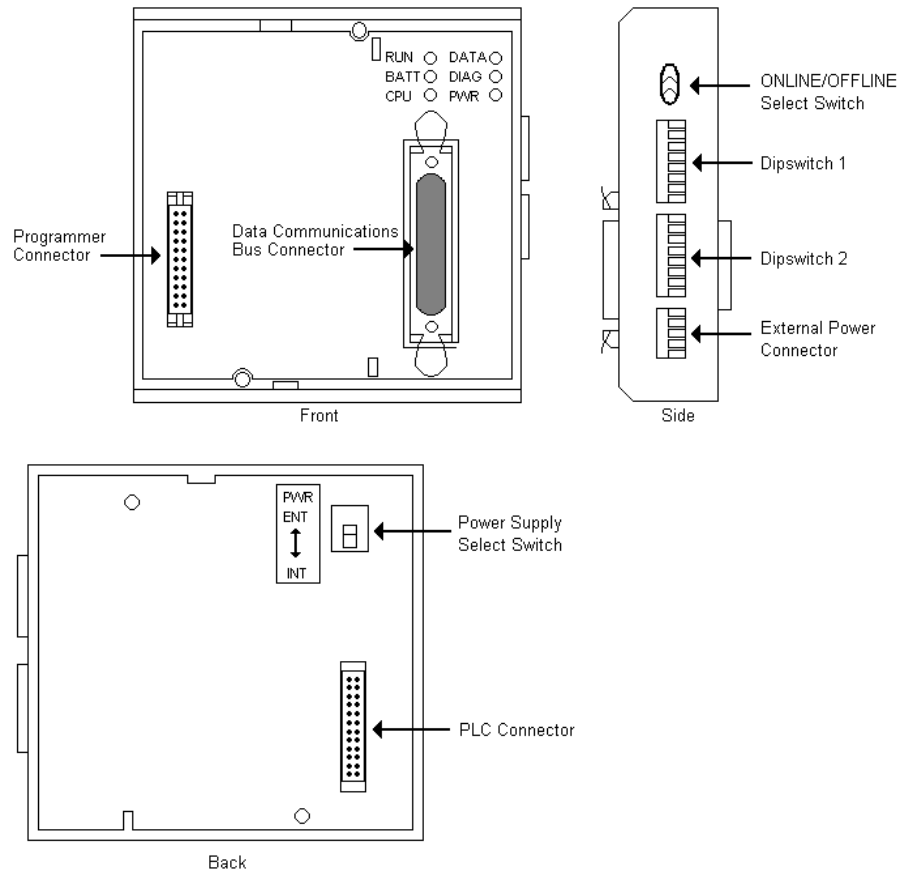 RUN DATA
BATT DIAG
CPU PWR
Programmer
Connector
Data Communications
Bus Connector
Front
ONLINE/OFFLINE
Select Switch
Dipswitch 1
Dipswitch 2
External Power
Connector
Side
PWR
ENT
INT
Power Supply
Select Switch
PLC Connector
Back